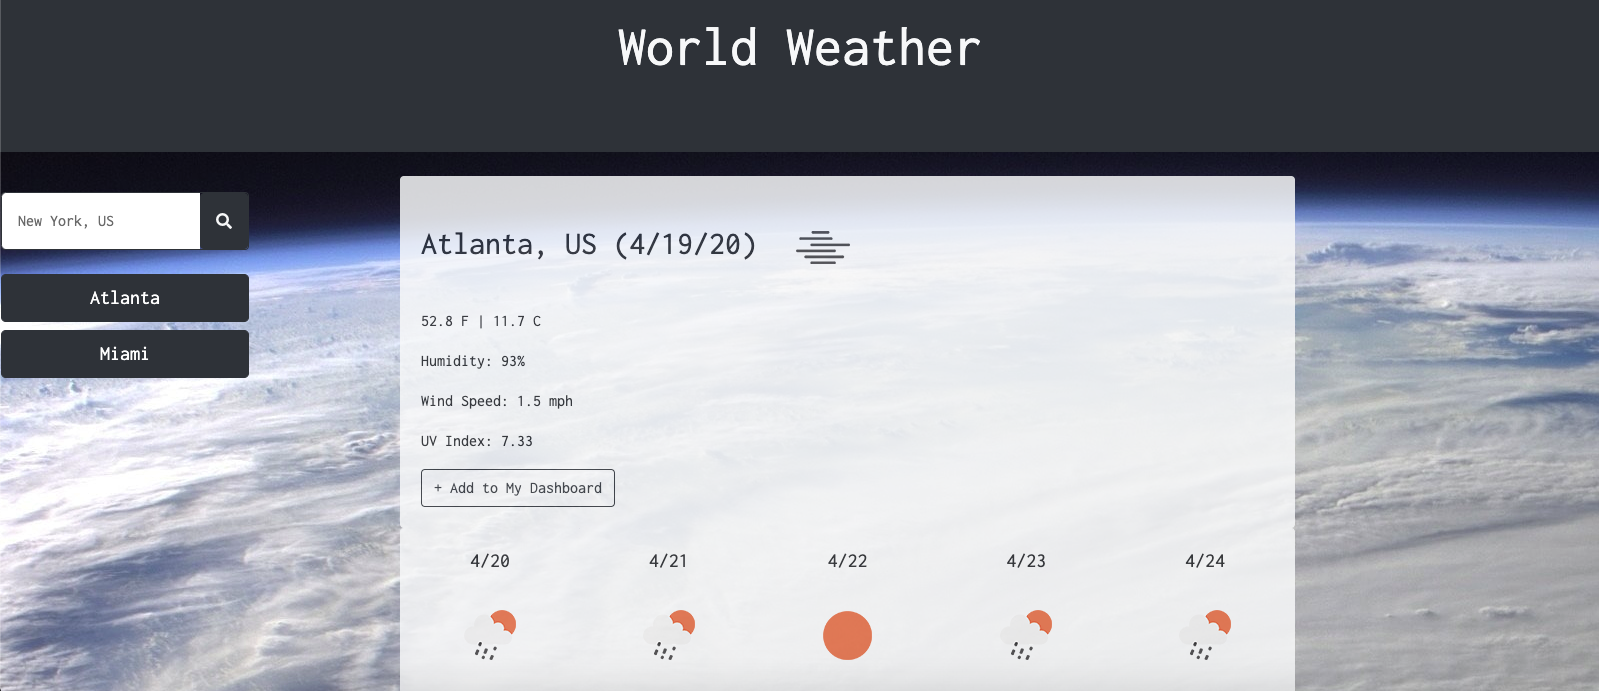 World Weather
New York, US
Atlanta
Miami
Atlanta, US (4/19/20)
52.8 F | 11.7 C
Humidity: 93%
Wind Speed: 1.5 mph
UV Index: 7.33
+ Add to My Dashboard
4/20 4/21 4/22 4/23 4/24